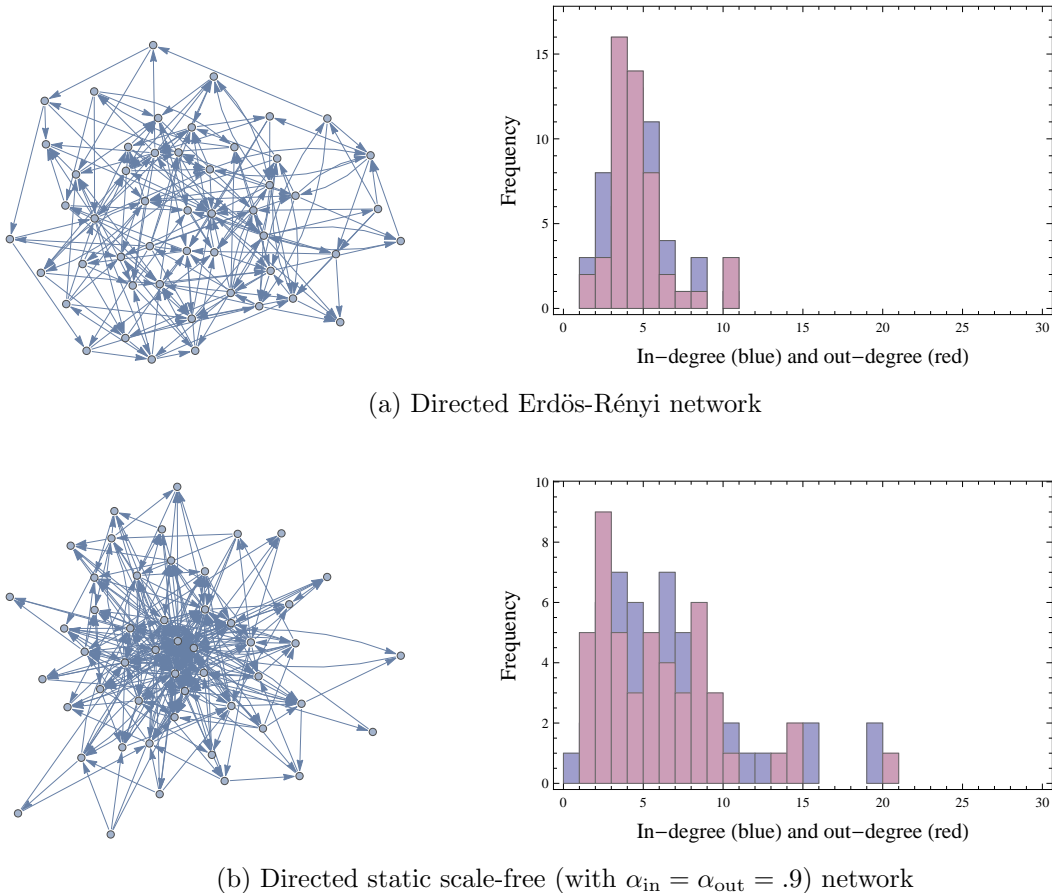 15
10
5
0
Frequency
0 5 10 15 20 25 30
In-degree (blue) and out-degree (red)
(a) Directed Erdös-Rényi network
10
8
6
4
2
0
Frequency
0 5 10 15 20 25 30
In-degree (blue) and out-degree (red)
(b) Directed static scale-free (with α_in = α_out = .9) network